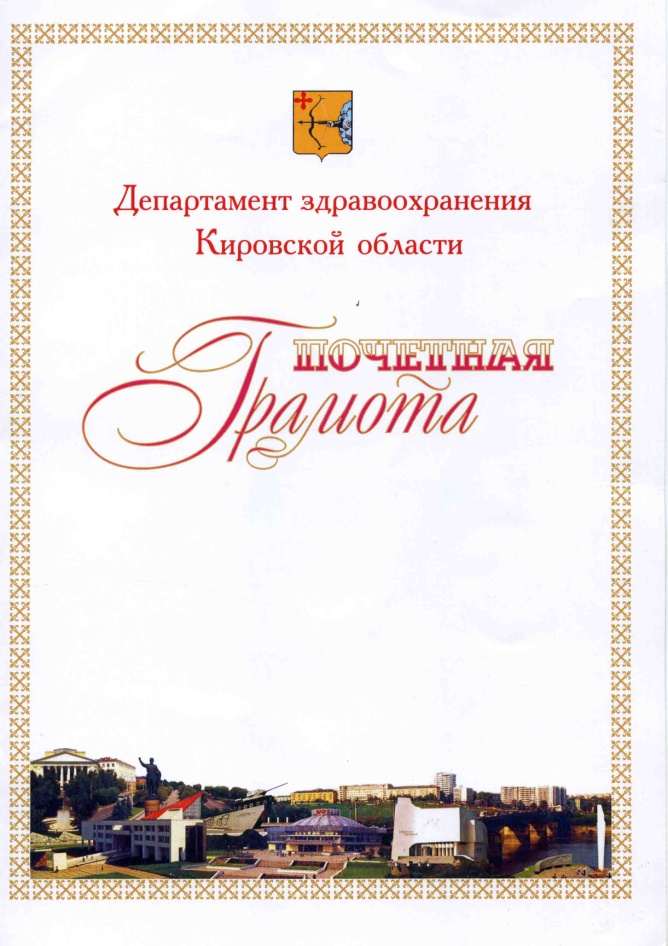 Департамент здравоохранения
Кировской области
ПОЧЕТНАЯ
Грамота